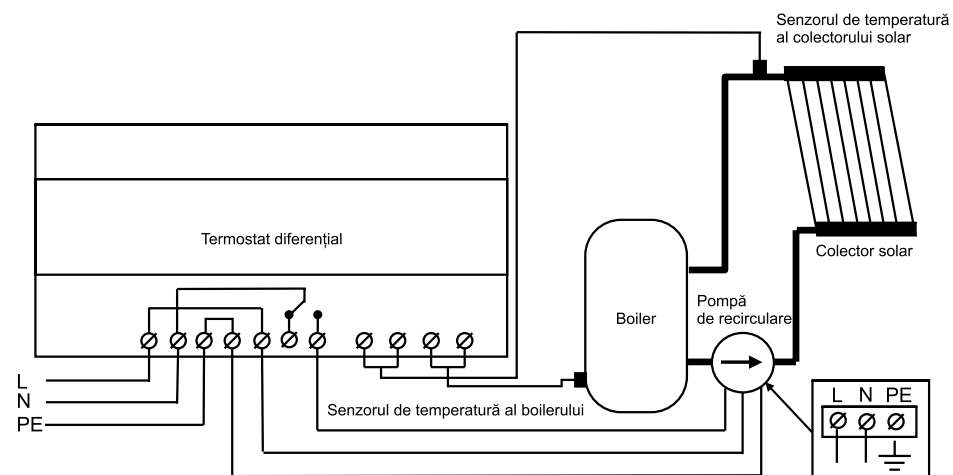 Senzorul de temperatură
al colectorului solar
Termostat diferențial
Colector solar
Pompă
de recirculare
Boiler
L
N
PE
Senzorul de temperatură al boilerului
L N PE